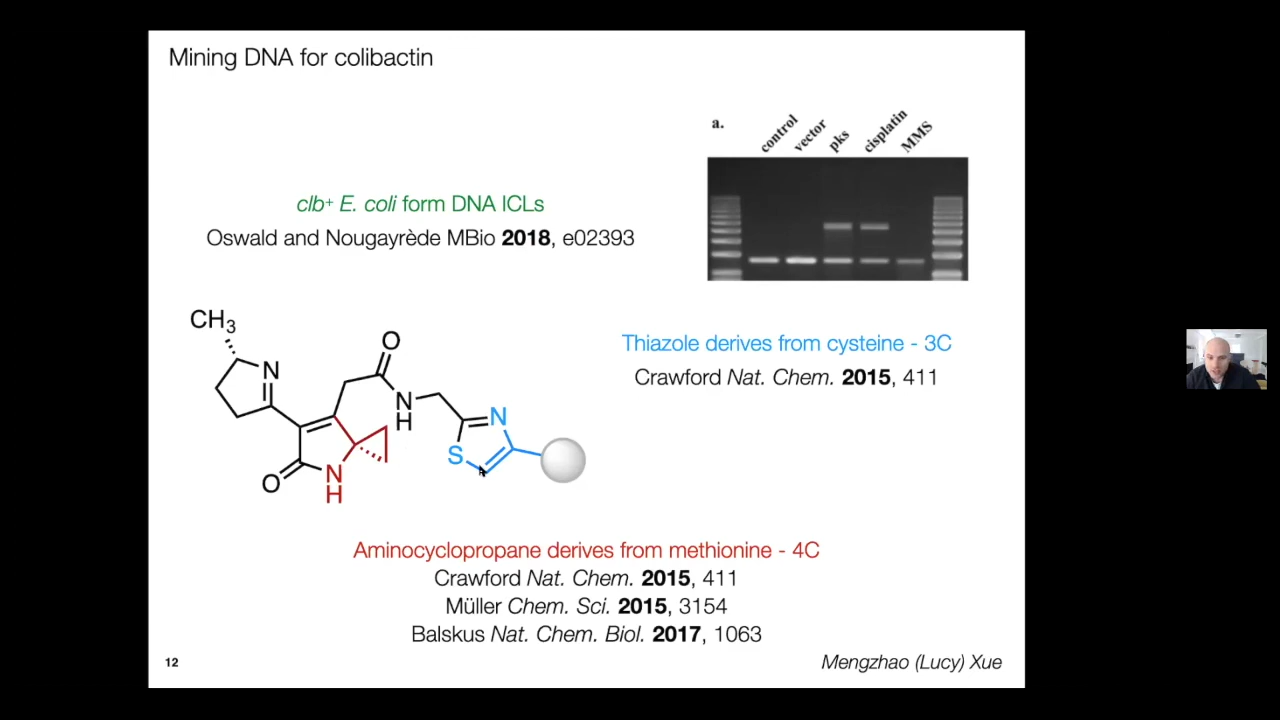 Mining DNA for colibactin
a.
control vector pks cisplatin MMS
clb+ E. coli form DNA ICLs
Oswald and Nougayrède MBio 2018, e02393
CH3
N
O
N
H
N
S
O
N
H
Thiazole derives from cysteine - 3C
Crawford Nat. Chem. 2015, 411
Aminocyclopropane derives from methionine - 4C
Crawford Nat. Chem. 2015, 411
Müller Chem. Sci. 2015, 3154
Balskus Nat. Chem. Biol. 2017, 1063
12
Mengzhao (Lucy) Xue